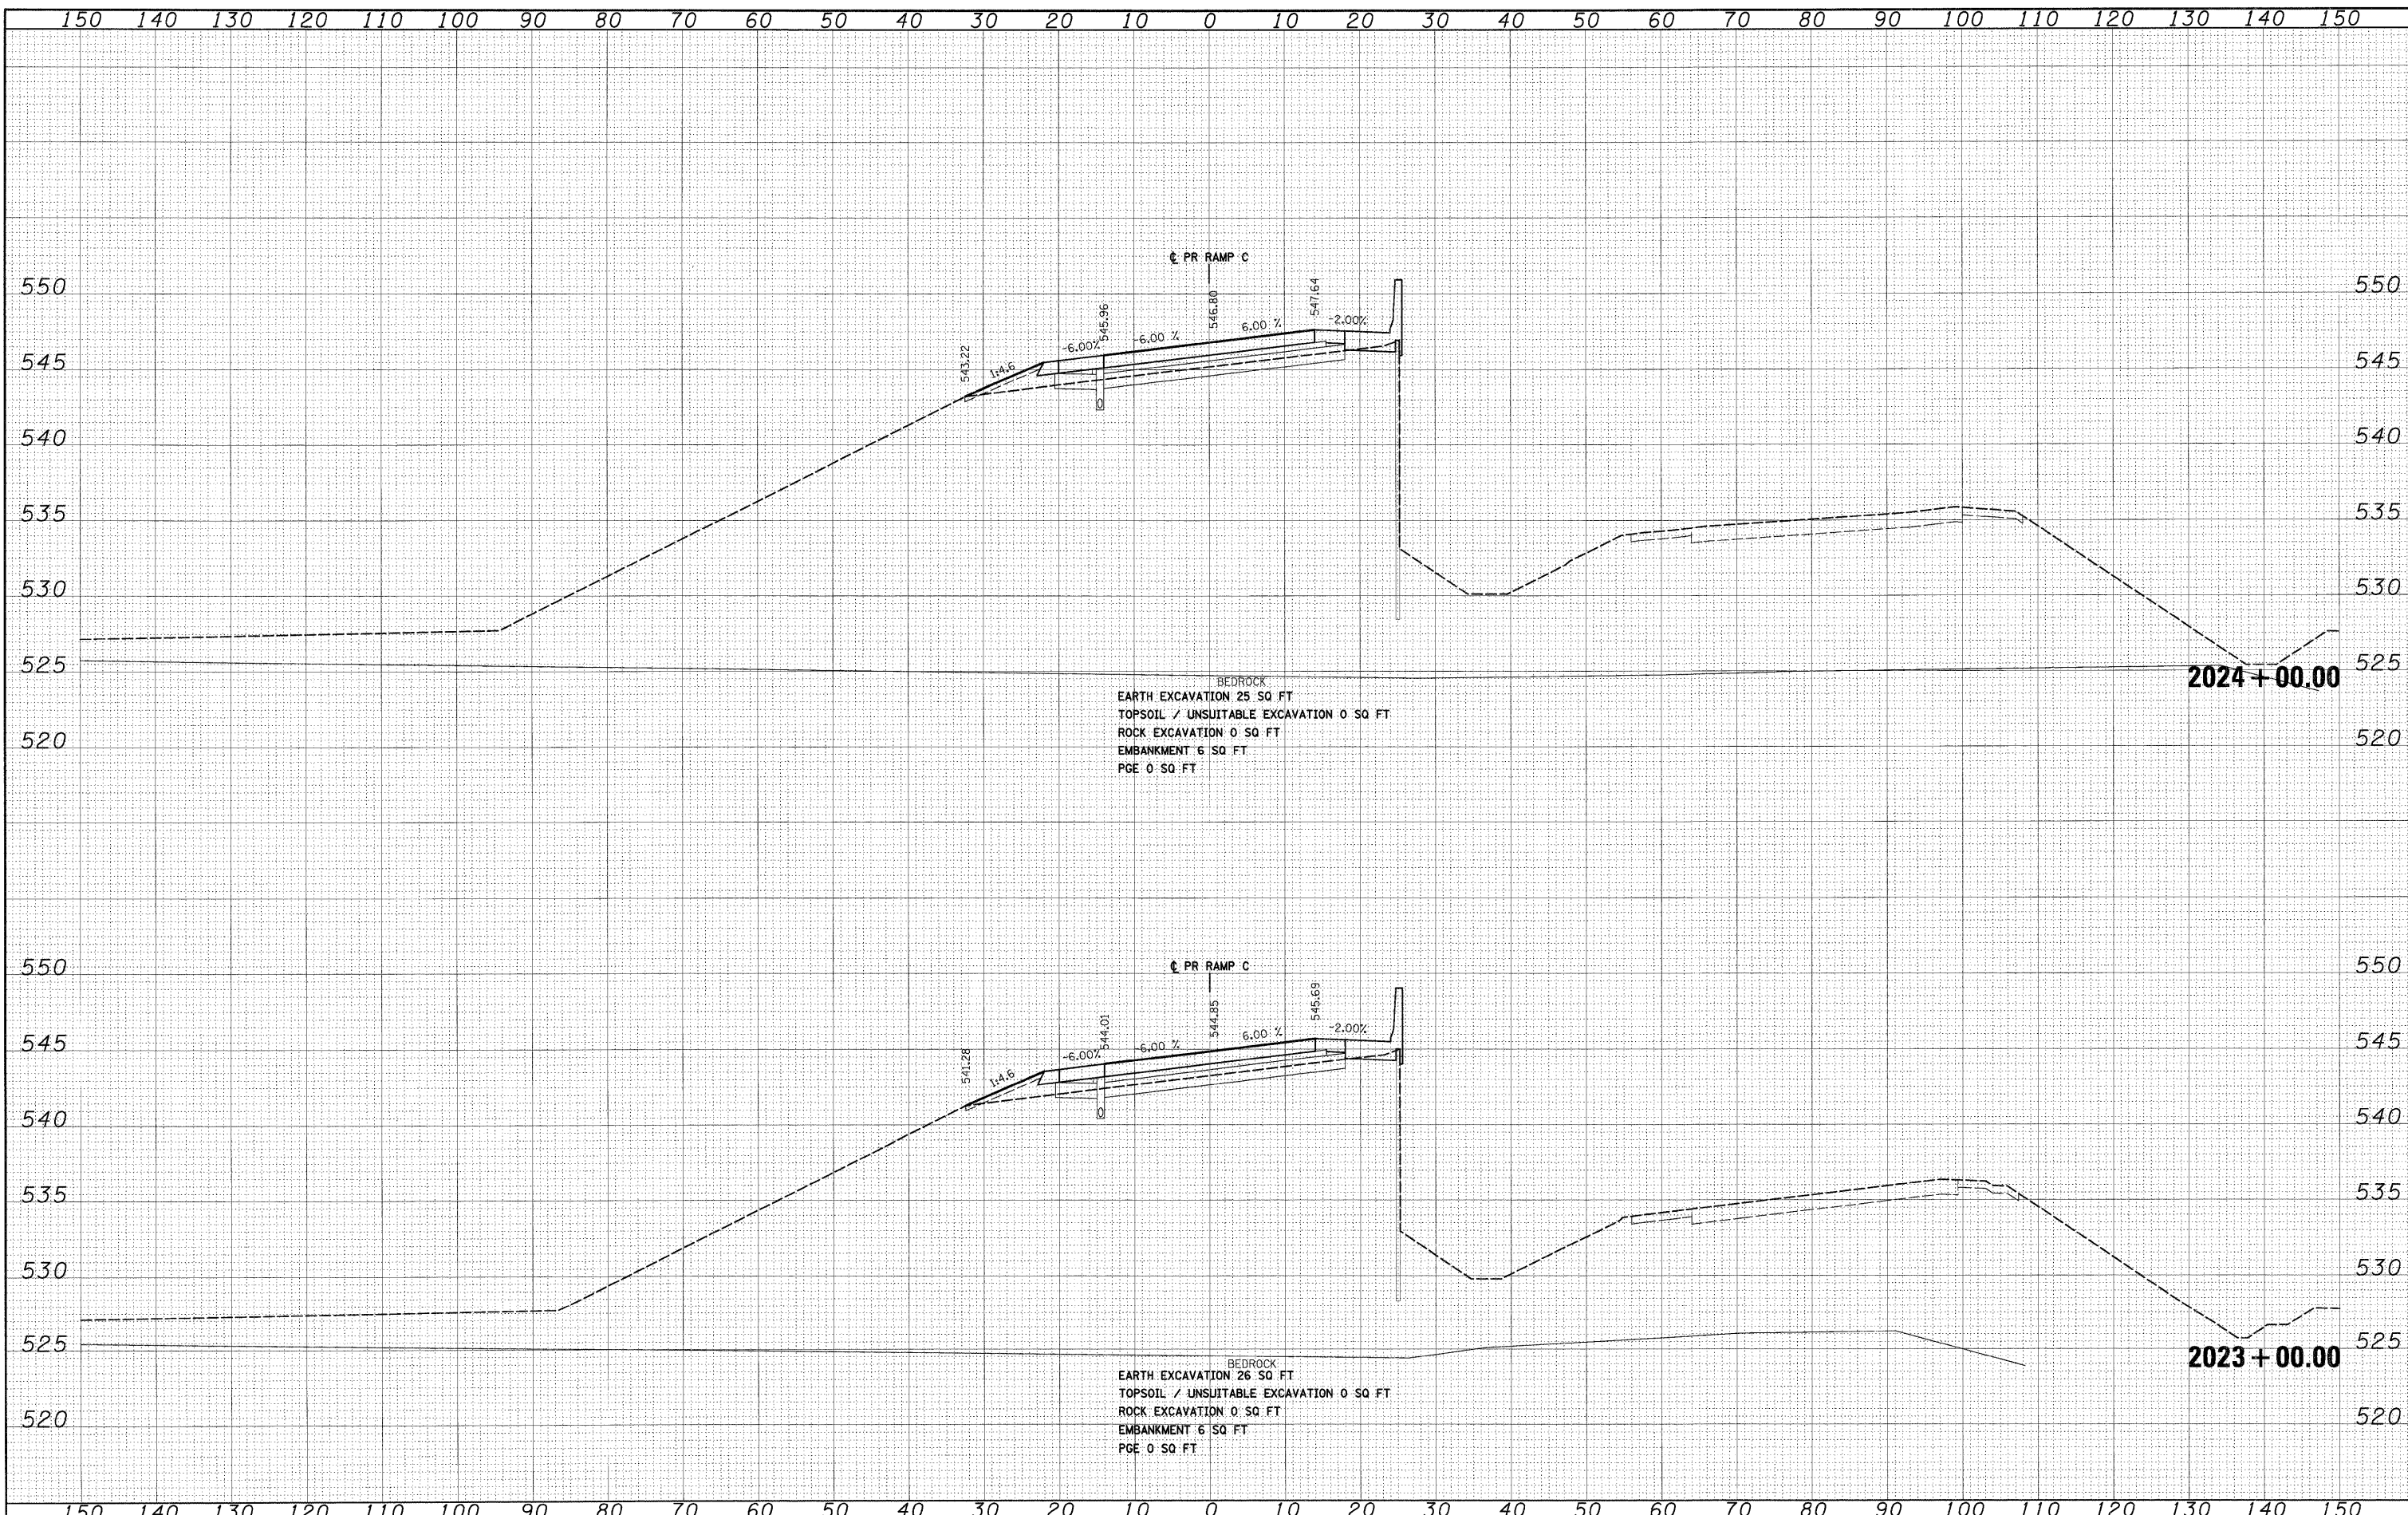 150 140 130 120 110 100 90 80 70 60 50 40 30 20 10 0 10 20 30 40 50 60 70 80 90 100 110 120 130 140 150
℄ PR RAMP C
550 550
543.22 1:4.6 -6.00% 545.96 -6.00 % 546.80 6.00 % 547.64 -2.00%
545 545
540 540
535 535
530 530
525 525
BEDROCK
2024+00.00
EARTH EXCAVATION 25 SQ FT
TOPSOIL / UNSUITABLE EXCAVATION 0 SQ FT
ROCK EXCAVATION 0 SQ FT
520 520
EMBANKMENT 6 SQ FT
PGE 0 SQ FT
℄ PR RAMP C
550 550
541.28 1:4.6 -6.00% 544.01 -6.00 % 544.85 6.00 % 545.69 -2.00%
545 545
540 540
535 535
530 530
525 525
2023+00.00
BEDROCK
EARTH EXCAVATION 26 SQ FT
TOPSOIL / UNSUITABLE EXCAVATION 0 SQ FT
ROCK EXCAVATION 0 SQ FT
520 520
EMBANKMENT 6 SQ FT
PGE 0 SQ FT
150 140 130 120 110 100 90 80 70 60 50 40 30 20 10 0 10 20 30 40 50 60 70 80 90 100 110 120 130 140 150